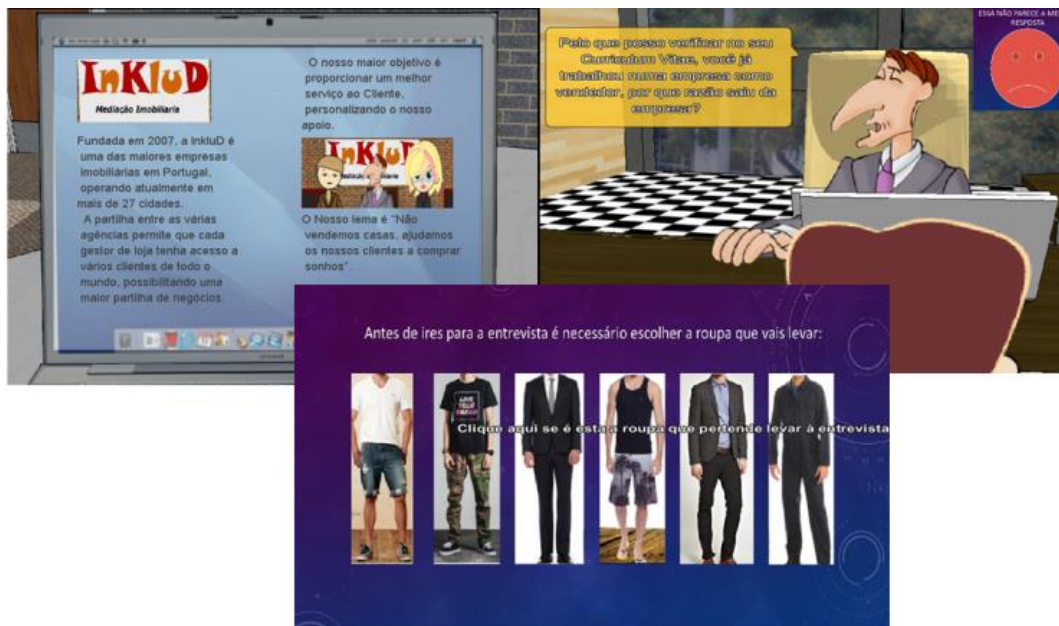 InKluD
Mediação Imobiliaria
Fundada em 2007, a InkluD é
uma das maiores empresas
imobiliárias em Portugal,
operando atualmente em
mais de 27 cidades.
A partilha entre as várias
agências permite que cada
gestor de loja tenha acesso a
vários clientes de todo o
mundo, possibilitando uma
maior partilha de negócios.
O nosso maior objetivo é
proporcionar um melhor
serviço ao Cliente,
personalizando o nosso
apoio.
InKluD
O Nosso lema é "Não
vendemos casas, ajudamos
os nossos clientes a comprar
sonhos".
Pelo que posso verificar no seu
Curriculum Vitae, você já
trabalhou numa empresa como
vendedor, por que razão saiu da
empresa?
ESSA NÃO PARECE A
RESPOSTA
Antes de ires para a entrevista é necessário escolher a roupa que vais levar:
Clique aqui se é esta a roupa que pertende levar à entrevista